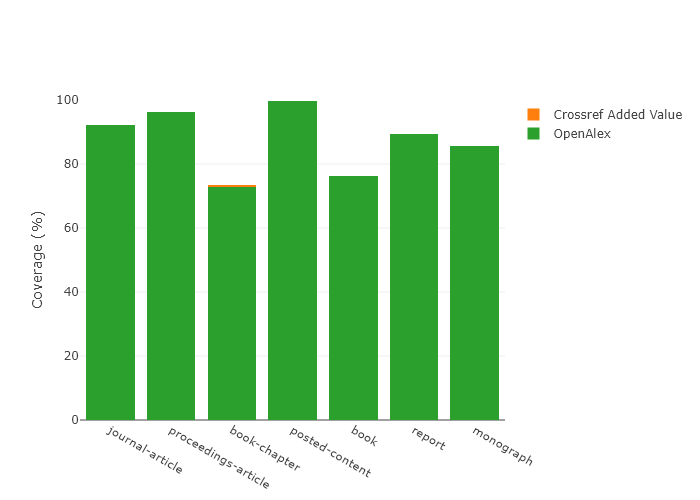 100
80
60
40
20
0
Coverage (%)
journal-article
proceedings-article
book-chapter
posted-content
book
report
monograph
Crossref Added Value
OpenAlex